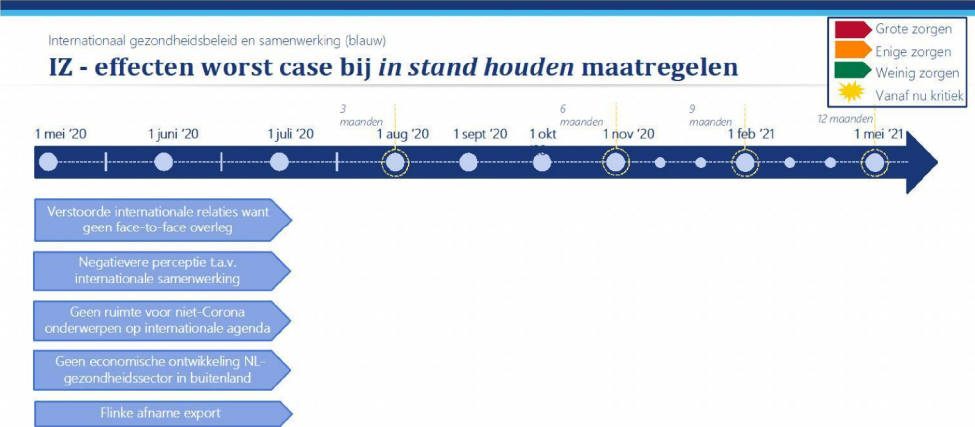 Internationaal gezondheidsbeleid en samenwerking (blauw)
IZ - effecten worst case bij in stand houden maatregelen
Grote zorgen
Enige zorgen
Weinig zorgen
Vanaf nu kritiek
3 maanden
6 maanden
9 maanden
12 maanden
1 mei '20
1 juni '20
1 juli '20
1 aug '20
1 sept '20
1 okt
1 nov '20
1 feb '21
1 mei '21
Verstoorde internationale relaties want
geen face-to-face overleg
Negatievere perceptie t.a.v.
internationale samenwerking
Geen ruimte voor niet-Corona
onderwerpen op internationale agenda
Geen economische ontwikkeling NL-
gezondheidssector in buitenland
Flinke afname export